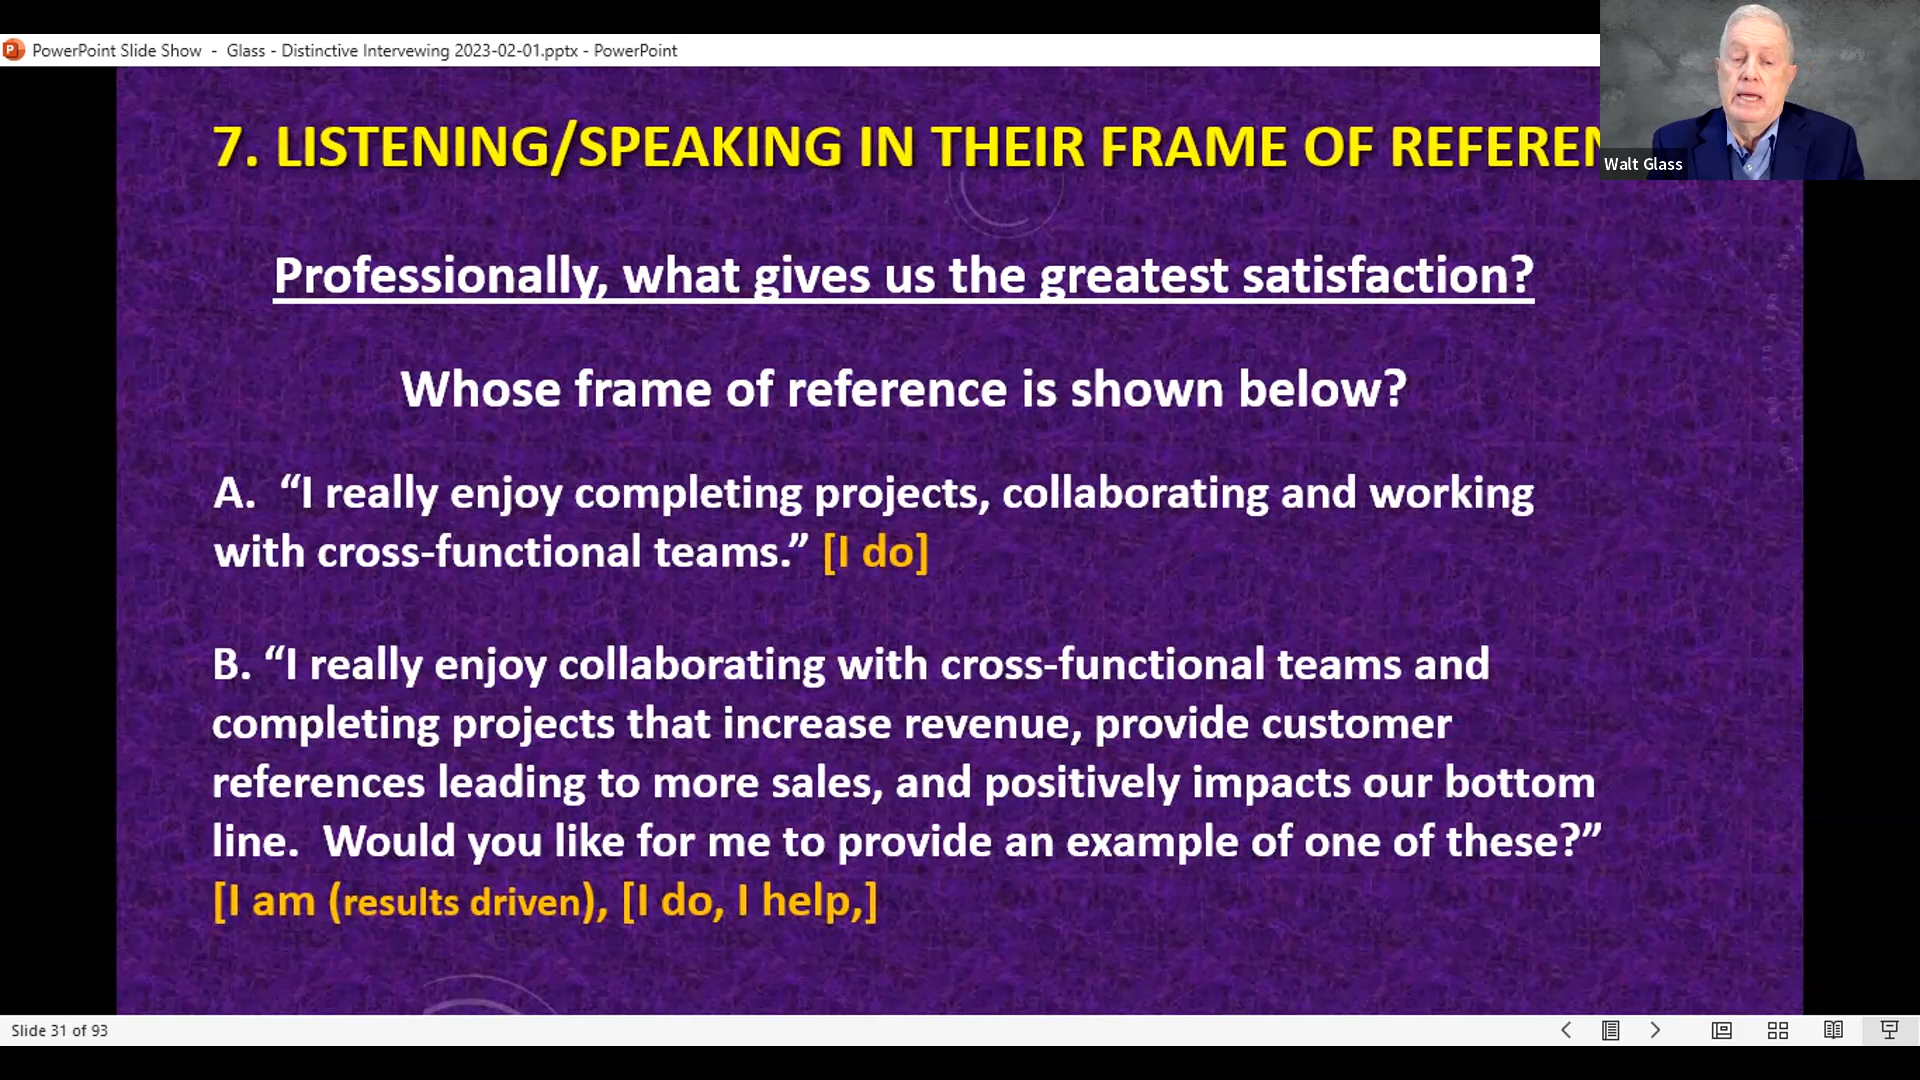 PowerPoint Slide Show - Glass - Distinctive Intervewing 2023-02-01.pptx - PowerPoint
7. LISTENING/SPEAKING IN THEIR FRAME OF REFEREN
Walt Glass
Professionally, what gives us the greatest satisfaction?
Whose frame of reference is shown below?
A. “I really enjoy completing projects, collaborating and working
with cross-functional teams.” [I do]
B. “I really enjoy collaborating with cross-functional teams and
completing projects that increase revenue, provide customer
references leading to more sales, and positively impacts our bottom
line. Would you like for me to provide an example of one of these?”
[I am (results driven), [I do, I help,]
Slide 31 of 93